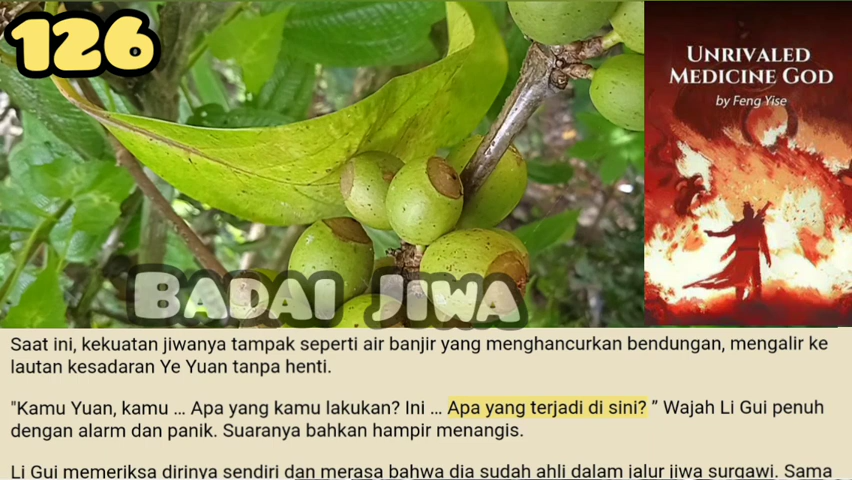 126
UNRIVALED
MEDICINE GOD
by Feng Yise
BADAI JIWA
Saat ini, kekuatan jiwanya tampak seperti air banjir yang menghancurkan bendungan, mengalir ke
lautan kesadaran Ye Yuan tanpa henti.
"Kamu Yuan, kamu ... Apa yang kamu lakukan? Ini ... Apa yang terjadi di sini? ” Wajah Li Gui penuh
dengan alarm dan panik. Suaranya bahkan hampir menangis.
Li Gui memeriksa dirinya sendiri dan merasa bahwa dia sudah ahli dalam jalur jiwa surgawi. Sama